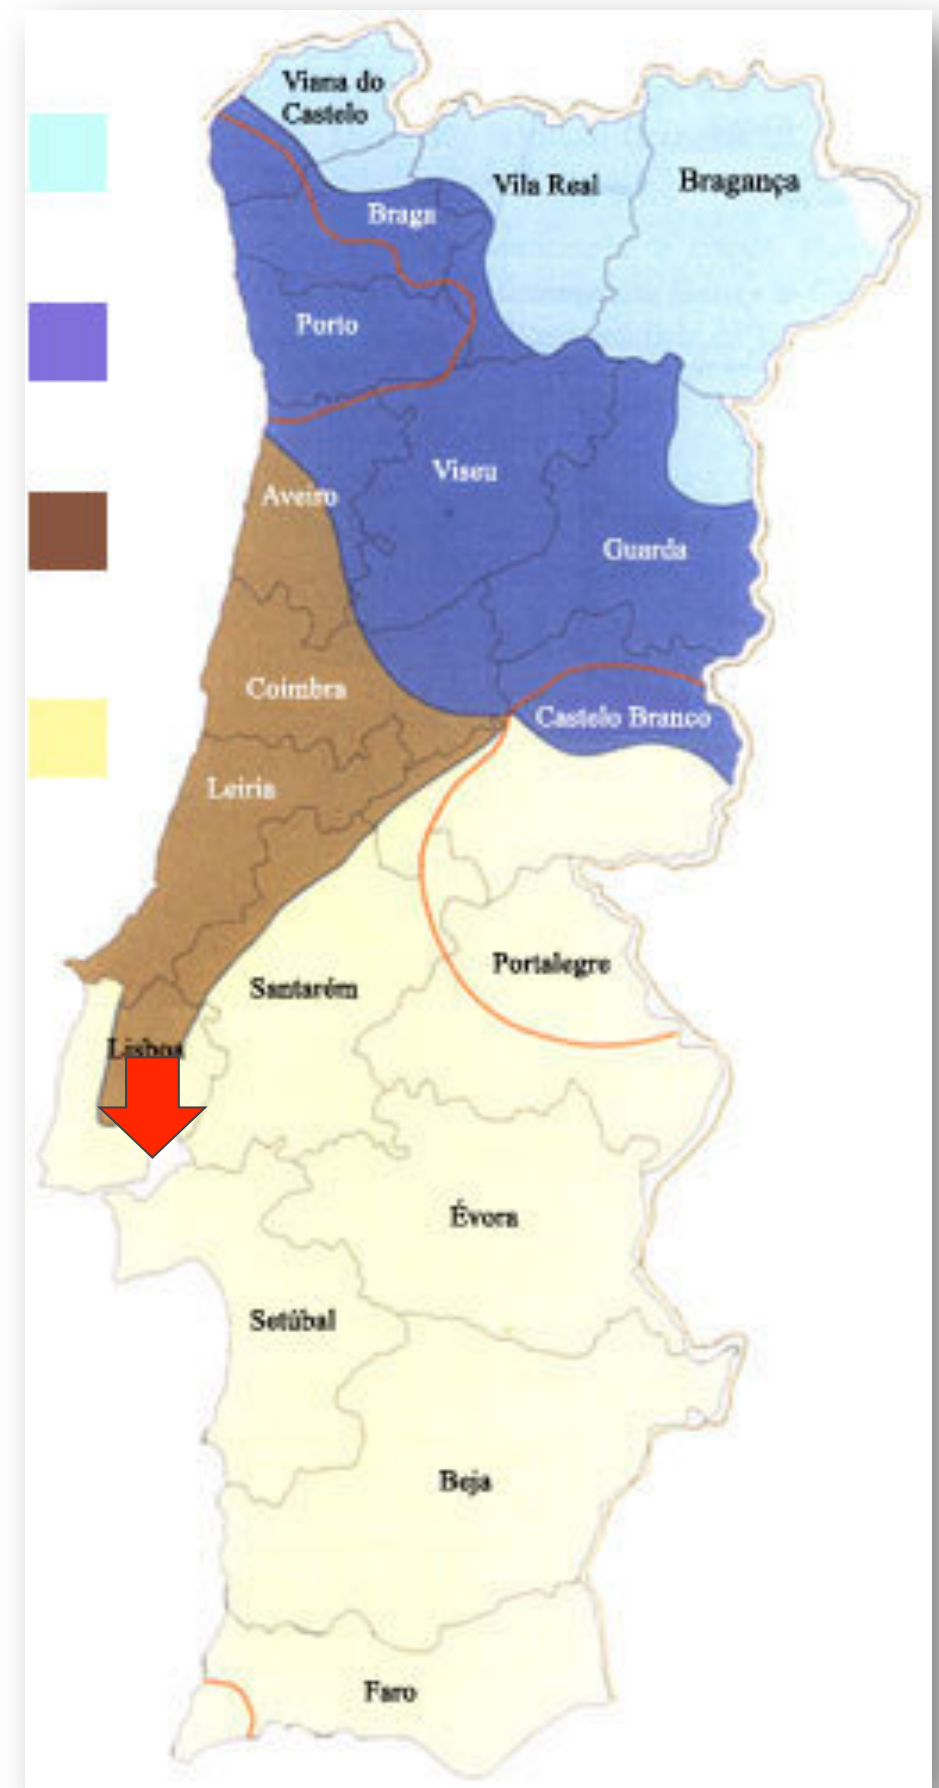 Viana do
Castelo
Vila Real
Bragança
Braga
Porto
Viseu
Aveiro
Guarda
Coimbra
Castelo Branco
Leiria
Portalegre
Santarém
Lisboa
Évora
Setúbal
Beja
Faro